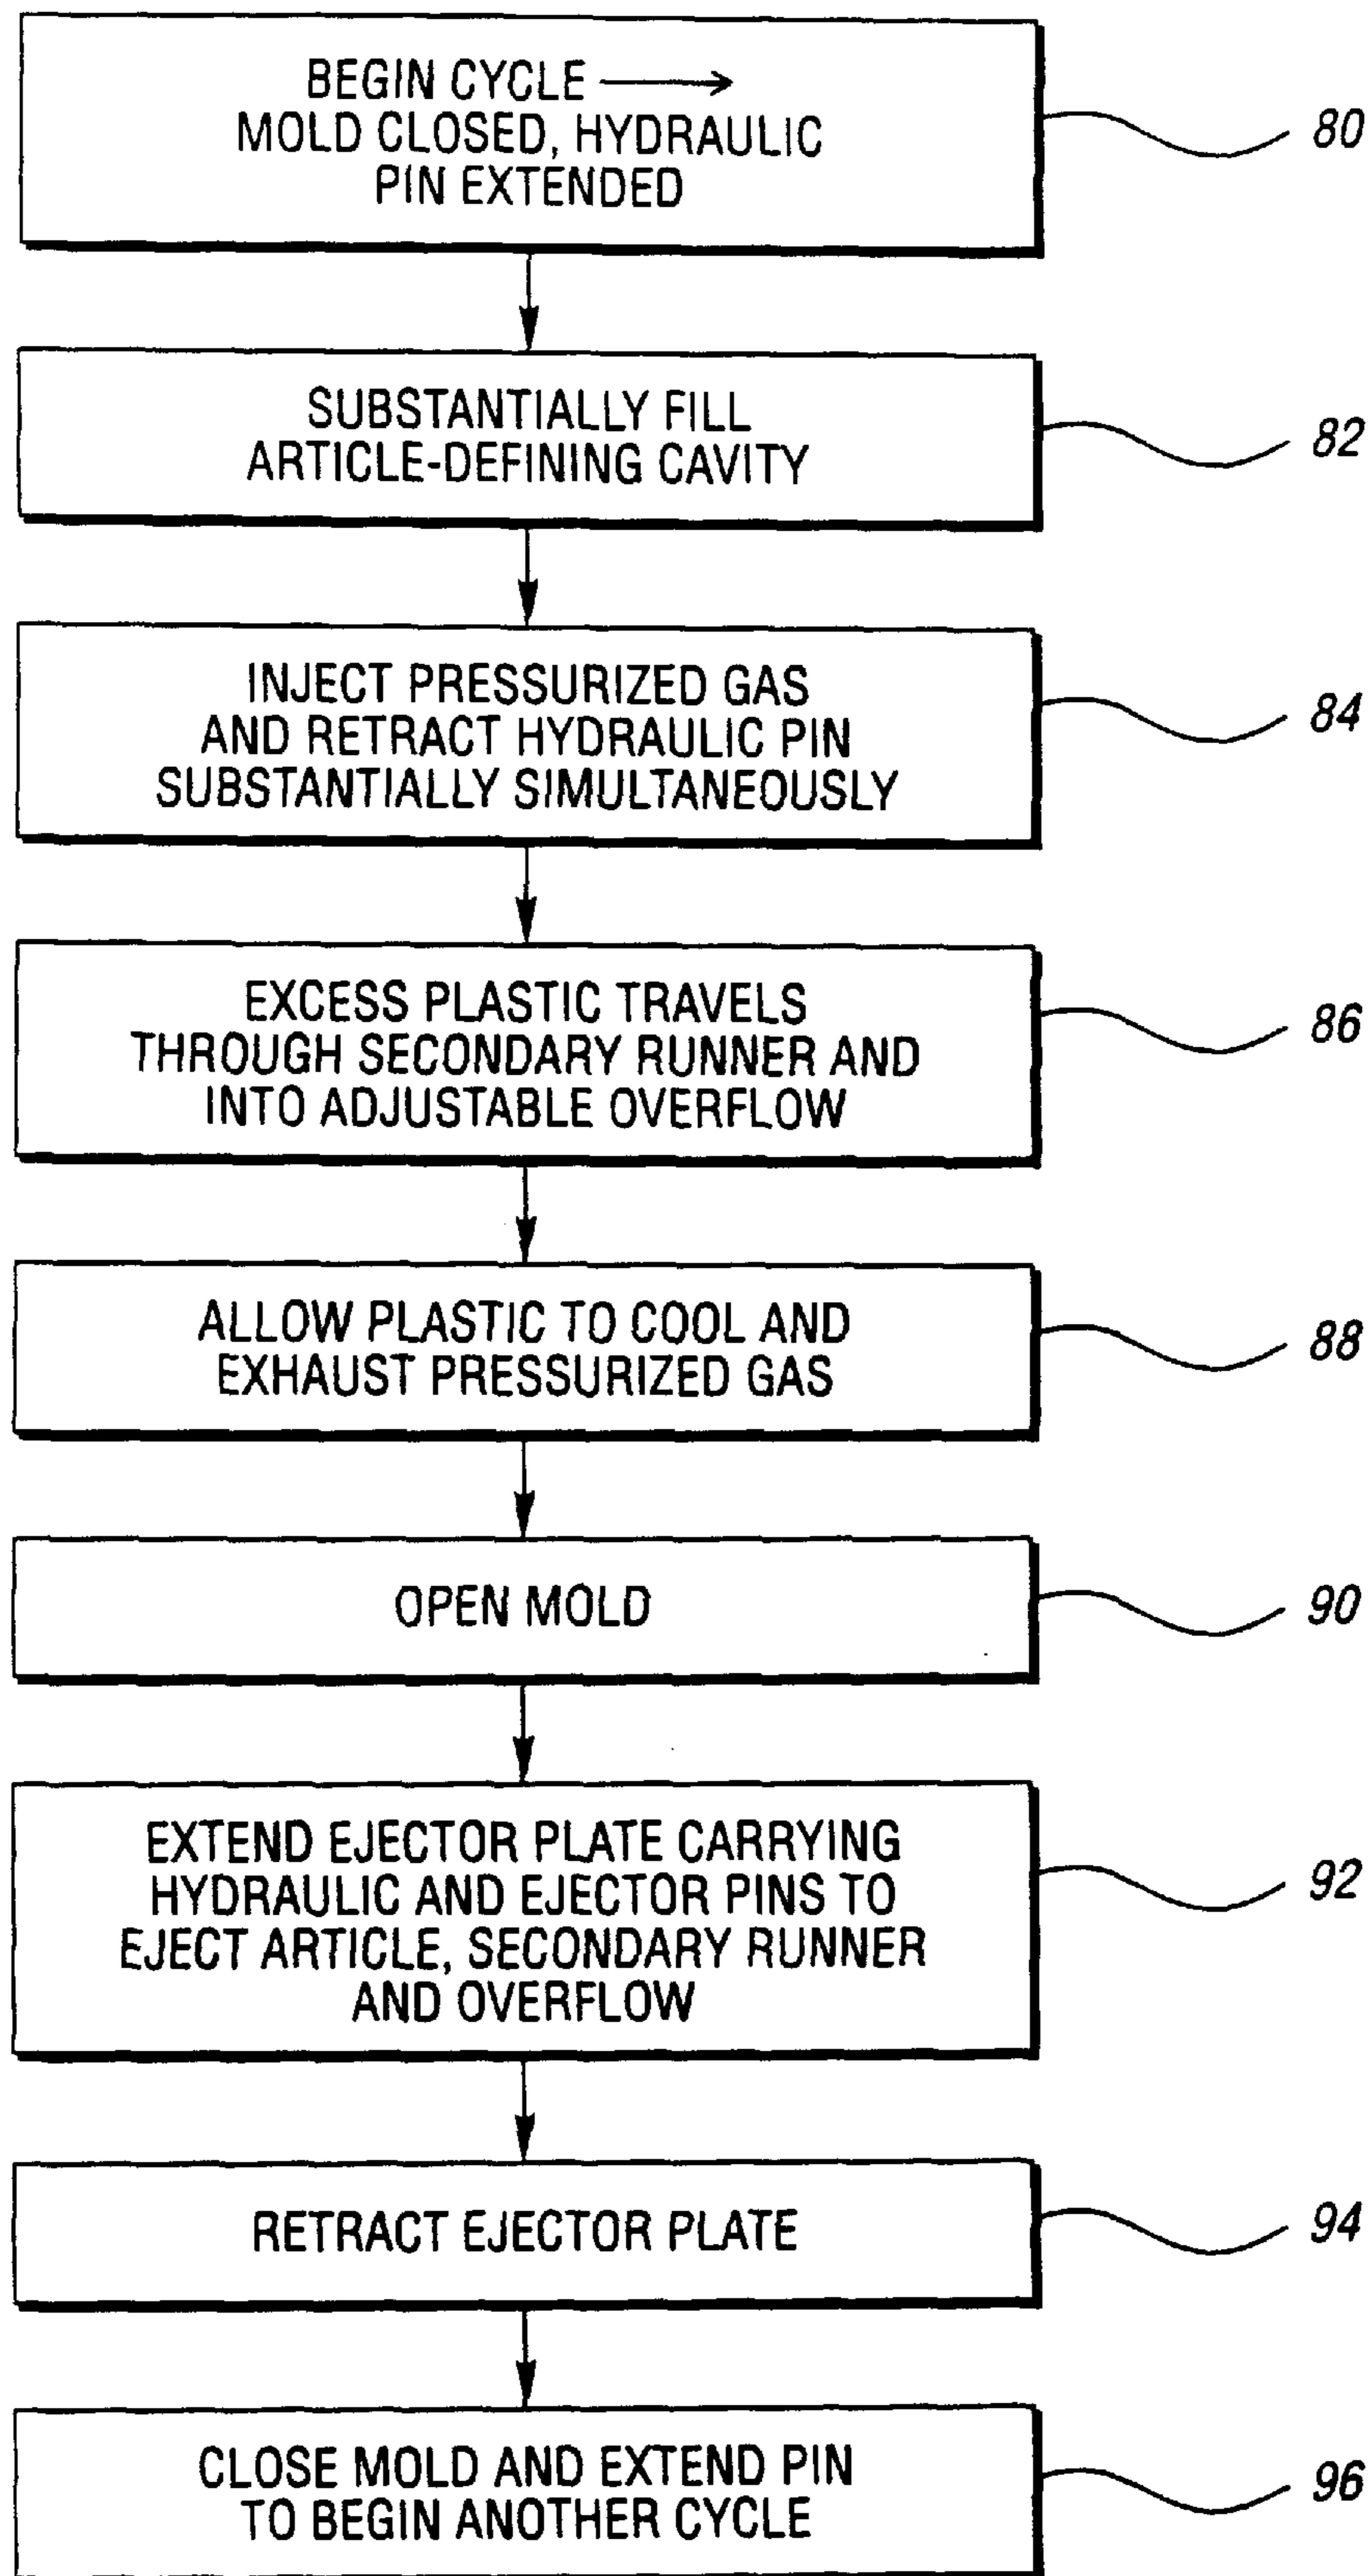 BEGIN CYCLE →
MOLD CLOSED, HYDRAULIC
PIN EXTENDED
80
SUBSTANTIALLY FILL
ARTICLE-DEFINING CAVITY
82
INJECT PRESSURIZED GAS
AND RETRACT HYDRAULIC PIN
SUBSTANTIALLY SIMULTANEOUSLY
84
EXCESS PLASTIC TRAVELS
THROUGH SECONDARY RUNNER AND
INTO ADJUSTABLE OVERFLOW
86
ALLOW PLASTIC TO COOL AND
EXHAUST PRESSURIZED GAS
88
OPEN MOLD
90
EXTEND EJECTOR PLATE CARRYING
HYDRAULIC AND EJECTOR PINS TO
EJECT ARTICLE, SECONDARY RUNNER
AND OVERFLOW
92
RETRACT EJECTOR PLATE
94
CLOSE MOLD AND EXTEND PIN
TO BEGIN ANOTHER CYCLE
96